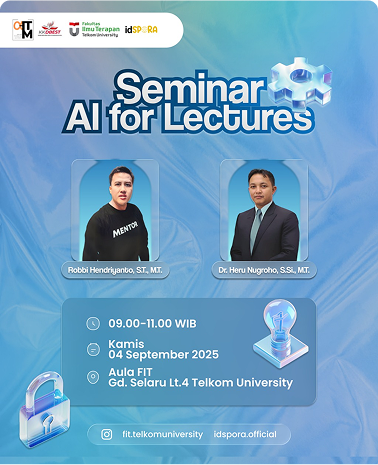 Fakultas
Ilmu Terapan
Telkom University
idSPORA
Seminar
AI for Lectures
MENTOR
Robbi Hendriyanto, S.T., M.T.
Dr. Heru Nugroho, S.Si., M.T.
09.00-11.00 WIB
Kamis
04 September 2025
Aula FIT
Gd. Selaru Lt.4 Telkom University
fit.telkomuniversity
idspora.official